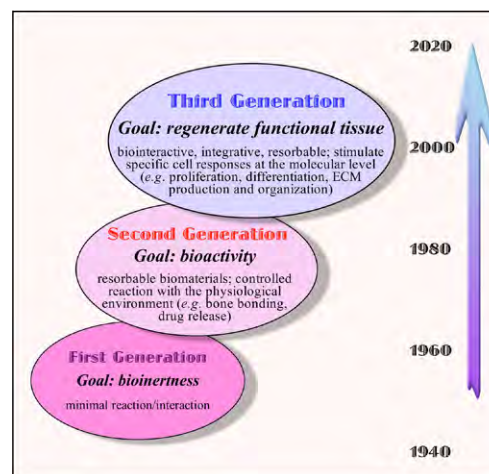 2020
Third Generation
Goal: regenerate functional tissue
biointeractive, integrative, resorbable; stimulate
specific cell responses at the molecular level
(e.g. proliferation, differentiation, ECM
production and organization)
2000
Second Generation
Goal: bioactivity
resorbable biomaterials; controlled
reaction with the physiological
environment (e.g. bone bonding,
drug release)
1980
First Generation
Goal: bioinertness
minimal reaction/interaction
1960
1940